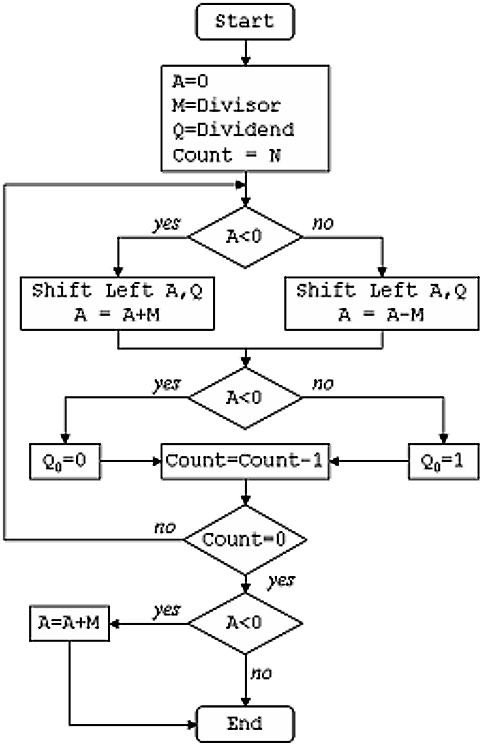 Start
A=0
M=Divisor
Q=Dividend
Count = N
yes
A<0
no
Shift Left A,Q
A = A+M
Shift Left A,Q
A = A-M
yes
A<0
no
Q₀=0
Count=Count-1
Q₀=1
no
Count=0
yes
A=A+M
yes
A<0
no
End